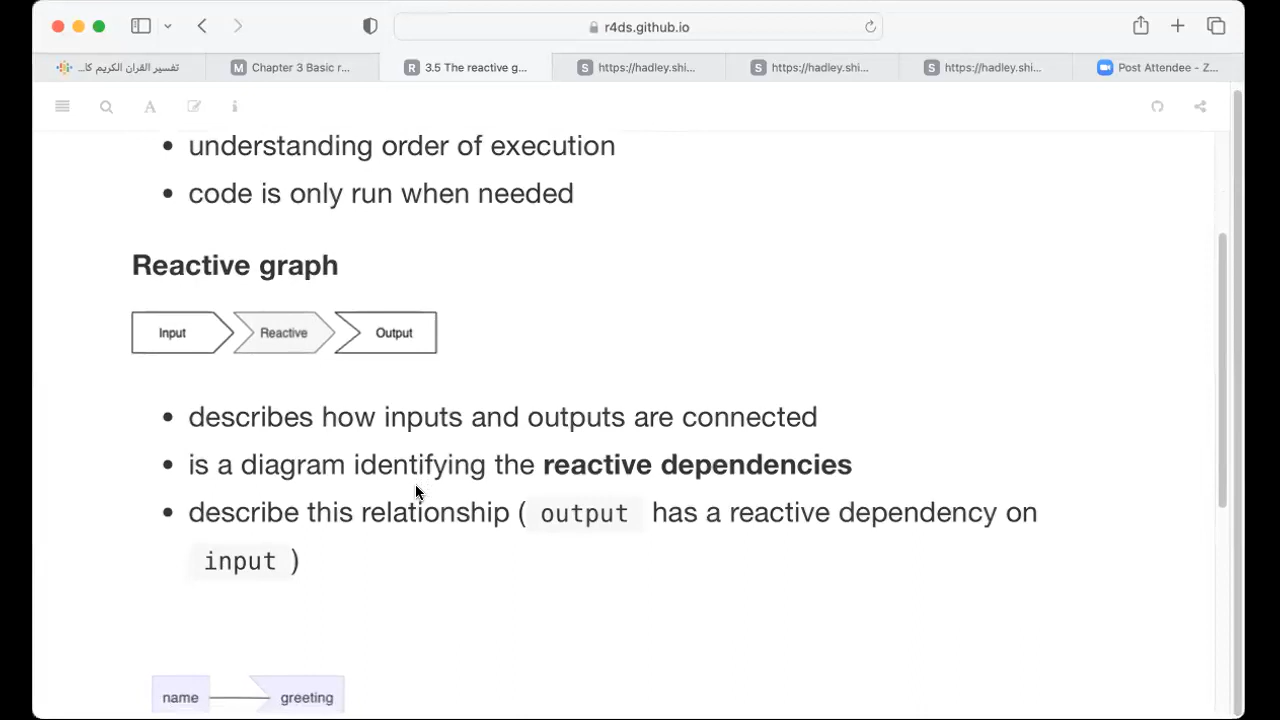 r4ds.github.io
تفسير القران الكريم كا...
Chapter 3 Basic r...
3.5 The reactive g...
https://hadley.shi...
https://hadley.shi...
https://hadley.shi...
Post Attendee - Z...
• understanding order of execution
• code is only run when needed
Reactive graph
Input Reactive Output
• describes how inputs and outputs are connected
• is a diagram identifying the reactive dependencies
• describe this relationship ( output has a reactive dependency on
input )
name greeting